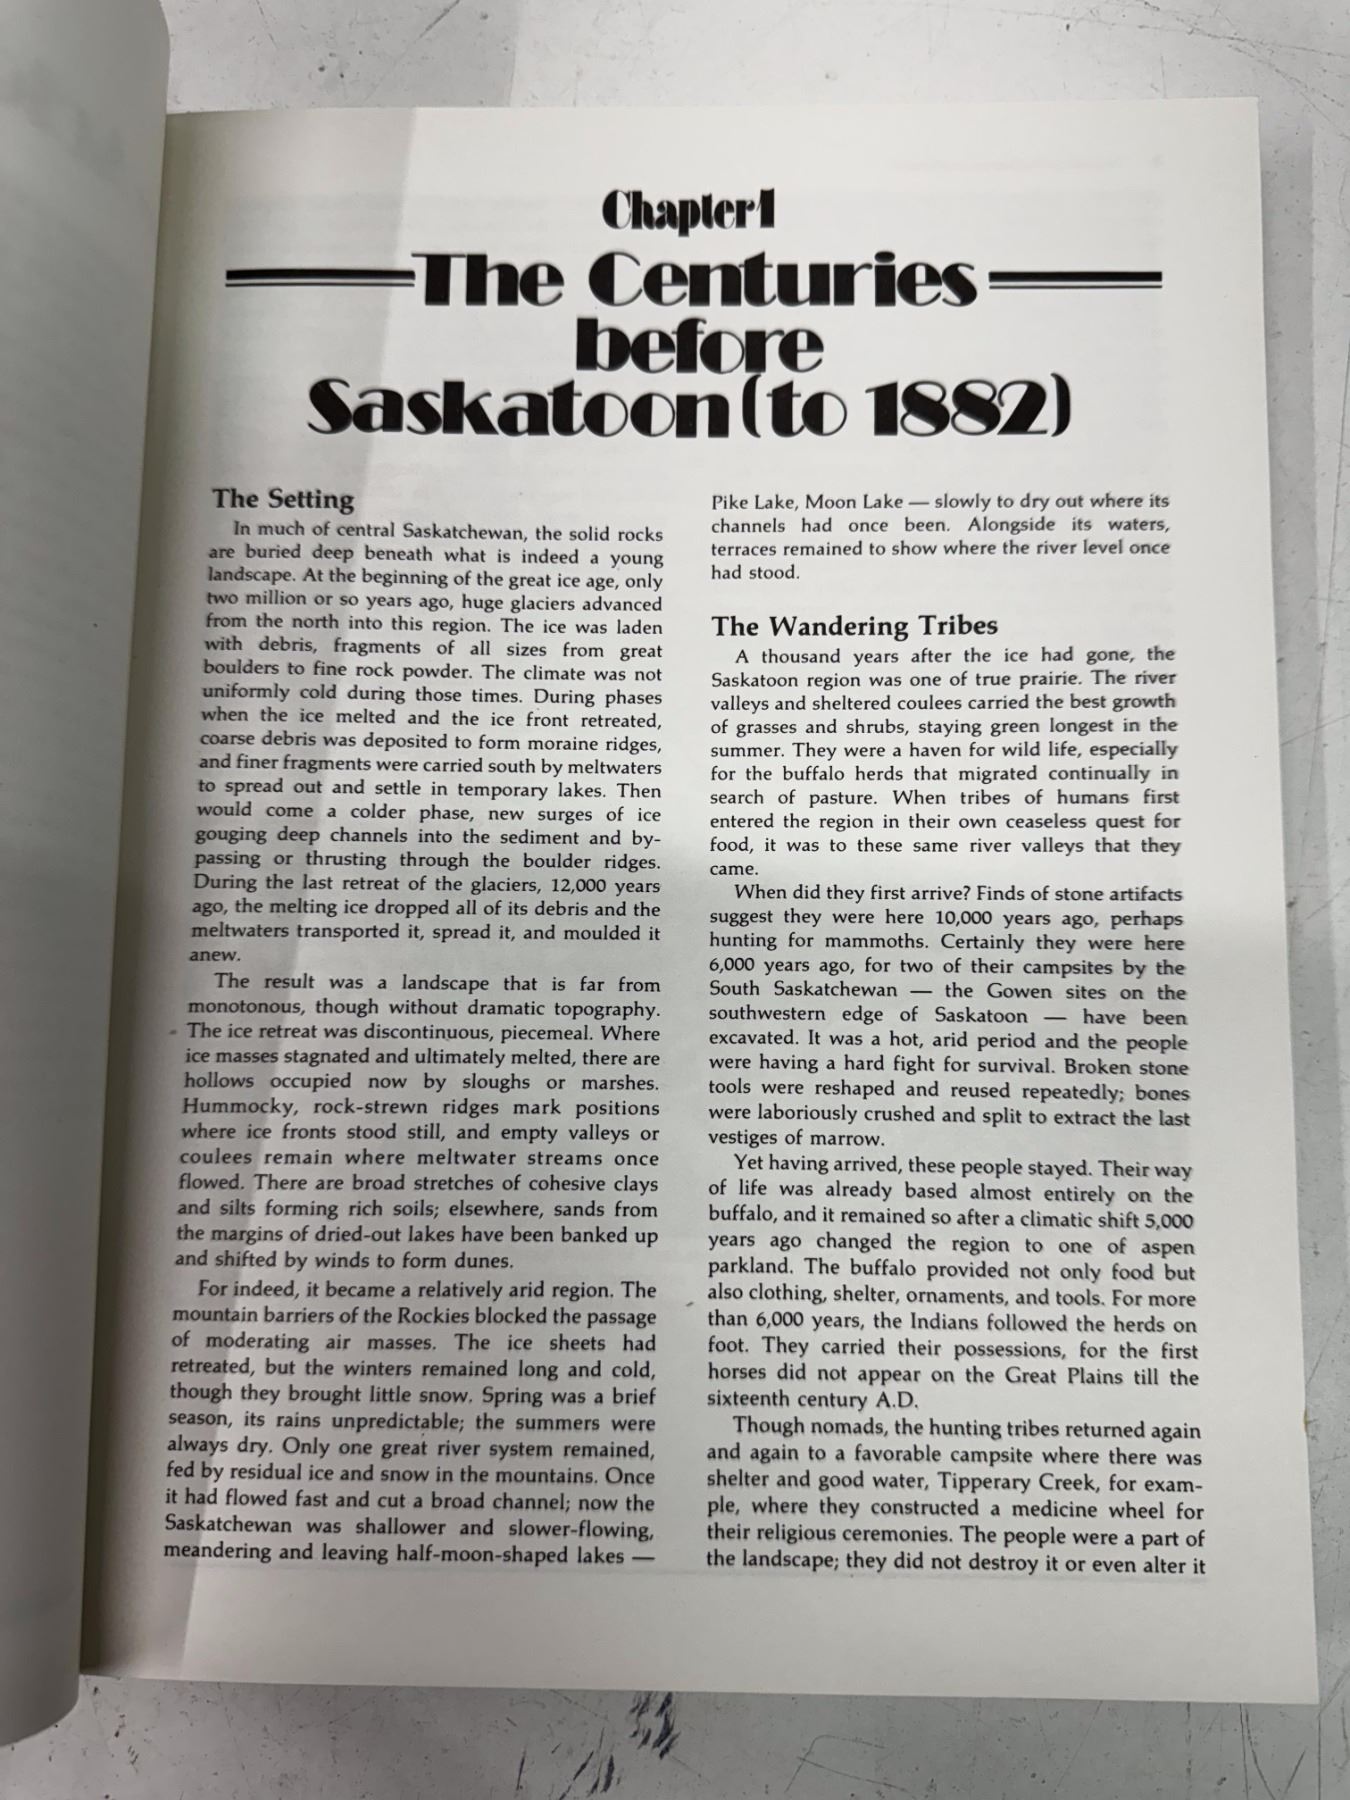 Chapter 1
The Centuries
before
Saskatoon (to 1882)
The Setting
In much of central Saskatchewan, the solid rocks
are buried deep beneath what is indeed a young
landscape. At the beginning of the great ice age, only
two million or so years ago, huge glaciers advanced
from the north into this region. The ice was laden
with debris, fragments of all sizes from great
boulders to fine rock powder. The climate was not
uniformly cold during those times. During phases
when the ice melted and the ice front retreated,
coarse debris was deposited to form moraine ridges,
and finer fragments were carried south by meltwaters
to spread out and settle in temporary lakes. Then
would come a colder phase, new surges of ice
gouging deep channels into the sediment and by-
passing or thrusting through the boulder ridges.
During the last retreat of the glaciers, 12,000 years
ago, the melting ice dropped all of its debris and the
meltwaters transported it, spread it, and moulded it
anew.
The result was a landscape that is far from
monotonous, though without dramatic topography.
The ice retreat was discontinuous, piecemeal. Where
ice masses stagnated and ultimately melted, there are
hollows occupied now by sloughs or marshes.
Hummocky, rock-strewn ridges mark positions
where ice fronts stood still, and empty valleys or
coulees remain where meltwater streams once
flowed. There are broad stretches of cohesive clays
and silts forming rich soils; elsewhere, sands from
the margins of dried-out lakes have been banked up
and shifted by winds to form dunes.
For indeed, it became a relatively arid region. The
mountain barriers of the Rockies blocked the passage
of moderating air masses. The ice sheets had
retreated, but the winters remained long and cold,
though they brought little snow. Spring was a brief
season, its rains unpredictable; the summers were
always dry. Only one great river system remained,
fed by residual ice and snow in the mountains. Once
it had flowed fast and cut a broad channel; now the
Saskatchewan was shallower and slower-flowing,
meandering and leaving half-moon-shaped lakes —
Pike Lake, Moon Lake — slowly to dry out where its
channels had once been. Alongside its waters,
terraces remained to show where the river level once
had stood.
The Wandering Tribes
A thousand years after the ice had gone, the
Saskatoon region was one of true prairie. The river
valleys and sheltered coulees carried the best growth
of grasses and shrubs, staying green longest in the
summer. They were a haven for wild life, especially
for the buffalo herds that migrated continually in
search of pasture. When tribes of humans first
entered the region in their own ceaseless quest for
food, it was to these same river valleys that they
came.
When did they first arrive? Finds of stone artifacts
suggest they were here 10,000 years ago, perhaps
hunting for mammoths. Certainly they were here
6,000 years ago, for two of their campsites by the
South Saskatchewan — the Gowen sites on the
southwestern edge of Saskatoon — have been
excavated. It was a hot, arid period and the people
were having a hard fight for survival. Broken stone
tools were reshaped and reused repeatedly; bones
were laboriously crushed and split to extract the last
vestiges of marrow.
Yet having arrived, these people stayed. Their way
of life was already based almost entirely on the
buffalo, and it remained so after a climatic shift 5,000
years ago changed the region to one of aspen
parkland. The buffalo provided not only food but
also clothing, shelter, ornaments, and tools. For more
than 6,000 years, the Indians followed the herds on
foot. They carried their possessions, for the first
horses did not appear on the Great Plains till the
sixteenth century A.D.
Though nomads, the hunting tribes returned again
and again to a favorable campsite where there was
shelter and good water, Tipperary Creek, for exam-
ple, where they constructed a medicine wheel for
their religious ceremonies. The people were a part of
the landscape; they did not destroy it or even alter it